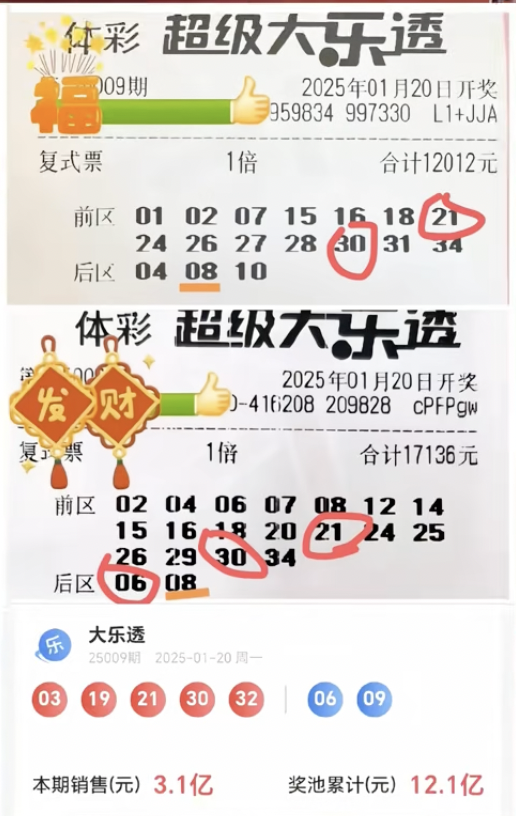 体彩 超级大乐透
福
009期 2025年01月20日开奖
959834 997330 L1+JJA
复式票 1倍 合计12012元
前区 01 02 07 15 16 18 21
24 26 27 28 30 31 34
后区 04 08 10
体彩 超级大乐透
发财
2025年01月20日开奖
0-416208 209828 cPFPgw
复式票 1倍 合计17136元
前区 02 04 06 07 08 12 14
15 16 18 20 21 24 25
26 29 30 34
后区 06 08
乐 大乐透
25009期 2025-01-20 周一
03 19 21 30 32 06 09
本期销售(元) 3.1亿 奖池累计(元) 12.1亿